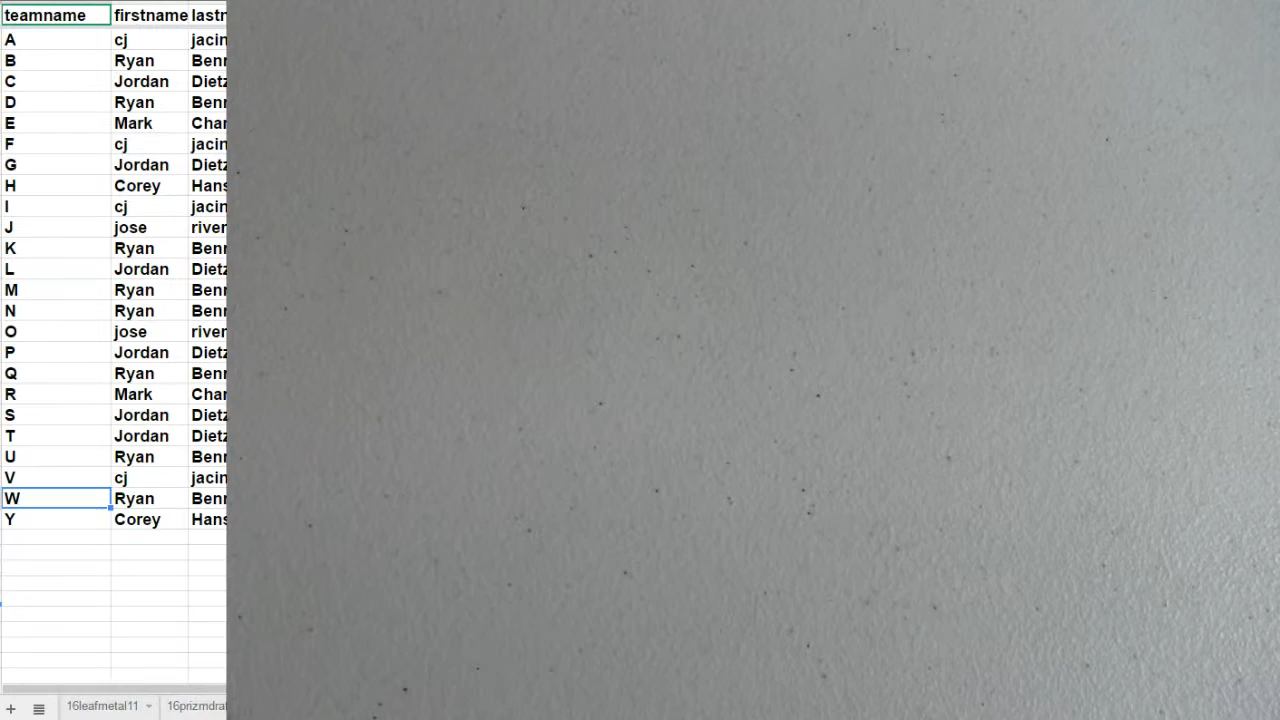 teamname firstname lastn
A cj jacin
B Ryan Benn
C Jordan Dietz
D Ryan Benn
E Mark Char
F cj jacin
G Jordan Dietz
H Corey Hans
I cj jacin
J jose river
K Ryan Benn
L Jordan Dietz
M Ryan Benn
N Ryan Benn
O jose river
P Jordan Dietz
Q Ryan Benn
R Mark Char
S Jordan Dietz
T Jordan Dietz
U Ryan Benn
V cj jacin
W Ryan Benn
Y Corey Hans
16leafmetal11 16prizmdraf